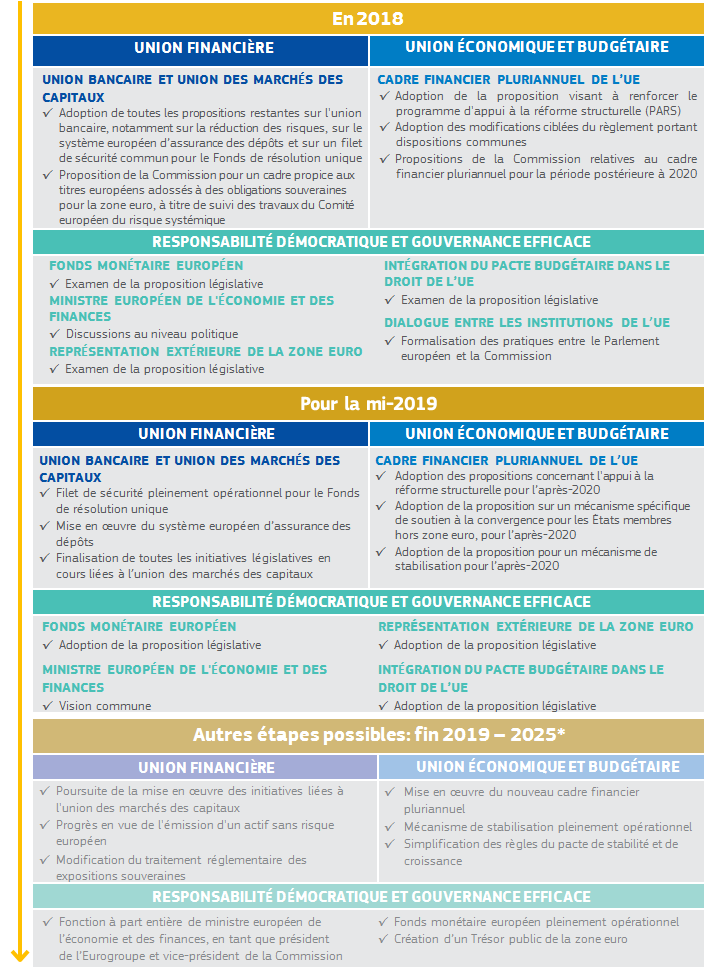 En 2018
UNION FINANCIÈRE
UNION ÉCONOMIQUE ET BUDGÉTAIRE
UNION BANCAIRE ET UNION DES MARCHÉS DES
CAPITAUX
✓ Adoption de toutes les propositions restantes sur l'union
bancaire, notamment sur la réduction des risques, sur le
système européen d'assurance des dépôts et sur un filet
de sécurité commun pour le Fonds de résolution unique
✓ Proposition de la Commission pour un cadre propice aux
titres européens adossés à des obligations souveraines
pour la zone euro, à titre de suivi des travaux du Comité
européen du risque systémique
CADRE FINANCIER PLURIANNUEL DE L'UE
✓ Adoption de la proposition visant à renforcer le
programme d'appui à la réforme structurelle (PARS)
✓ Adoption des modifications ciblées du règlement portant
dispositions communes
✓ Propositions de la Commission relatives au cadre
financier pluriannuel pour la période postérieure à 2020
RESPONSABILITÉ DÉMOCRATIQUE ET GOUVERNANCE EFFICACE
FONDS MONÉTAIRE EUROPÉEN
✓ Examen de la proposition législative
MINISTRE EUROPÉEN DE L'ÉCONOMIE ET DES
FINANCES
✓ Discussions au niveau politique
REPRÉSENTATION EXTÉRIEURE DE LA ZONE EURO
✓ Examen de la proposition législative
INTÉGRATION DU PACTE BUDGÉTAIRE DANS LE
DROIT DE L'UE
✓ Examen de la proposition législative
DIALOGUE ENTRE LES INSTITUTIONS DE L'UE
✓ Formalisation des pratiques entre le Parlement
européen et la Commission
Pour la mi-2019
UNION FINANCIÈRE
UNION ÉCONOMIQUE ET BUDGÉTAIRE
UNION BANCAIRE ET UNION DES MARCHÉS DES
CAPITAUX
✓ Filet de sécurité pleinement opérationnel pour le Fonds
de résolution unique
✓ Mise en œuvre du système européen d'assurance des
dépôts
✓ Finalisation de toutes les initiatives législatives en
cours liées à l'union des marchés des capitaux
CADRE FINANCIER PLURIANNUEL DE L'UE
✓ Adoption des propositions concernant l'appui à la
réforme structurelle pour l'après-2020
✓ Adoption de la proposition sur un mécanisme spécifique
de soutien à la convergence pour les États membres
hors zone euro, pour l'après-2020
✓ Adoption de la proposition pour un mécanisme de
stabilisation pour l'après-2020
RESPONSABILITÉ DÉMOCRATIQUE ET GOUVERNANCE EFFICACE
FONDS MONÉTAIRE EUROPÉEN
✓ Adoption de la proposition législative
MINISTRE EUROPÉEN DE L'ÉCONOMIE ET DES
FINANCES
✓ Vision commune
REPRÉSENTATION EXTÉRIEURE DE LA ZONE EURO
✓ Adoption de la proposition législative
INTÉGRATION DU PACTE BUDGÉTAIRE DANS LE
DROIT DE L'UE
✓ Adoption de la proposition législative
Autres étapes possibles: fin 2019 – 2025*
UNION FINANCIÈRE
UNION ÉCONOMIQUE ET BUDGÉTAIRE
✓ Poursuite de la mise en œuvre des initiatives liées à
l'union des marchés des capitaux
✓ Progrès en vue de l'émission d'un actif sans risque
européen
✓ Modification du traitement réglementaire des
expositions souveraines
✓ Mise en œuvre du nouveau cadre financier
pluriannuel
✓ Mécanisme de stabilisation pleinement opérationnel
✓ Simplification des règles du pacte de stabilité et de
croissance
RESPONSABILITÉ DÉMOCRATIQUE ET GOUVERNANCE EFFICACE
✓ Fonction à part entière de ministre européen de
l'économie et des finances, en tant que président
de l'Eurogroupe et vice-président de la Commission
✓ Fonds monétaire européen pleinement opérationnel
✓ Création d'un Trésor public de la zone euro